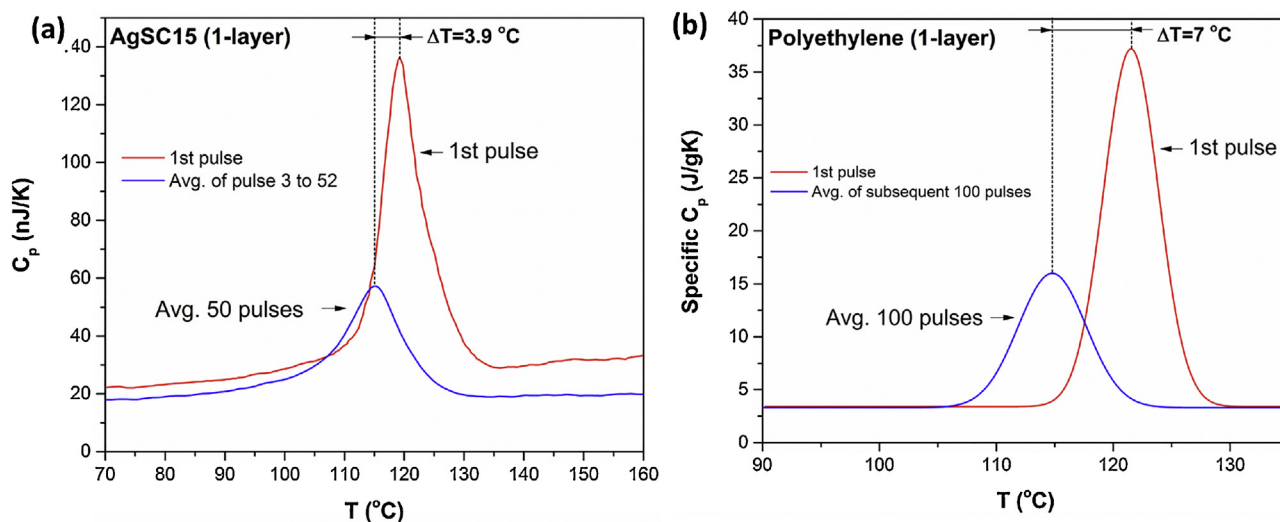 (a)
AgSC15 (1-layer)
ΔT=3.9 °C
.40
120
100
80
60
40
20
0
Cp (nJ/K)
1st pulse
Avg. of pulse 3 to 52
1st pulse
Avg. 50 pulses
70 80 90 100 110 120 130 140 150 160
T (°C)
(b)
Polyethylene (1-layer)
ΔT=7 °C
40
35
30
25
20
15
10
5
0
Specific Cp (J/gK)
1st pulse
Avg. of subsequent 100 pulses
1st pulse
Avg. 100 pulses
90 100 110 120 130
T (°C)